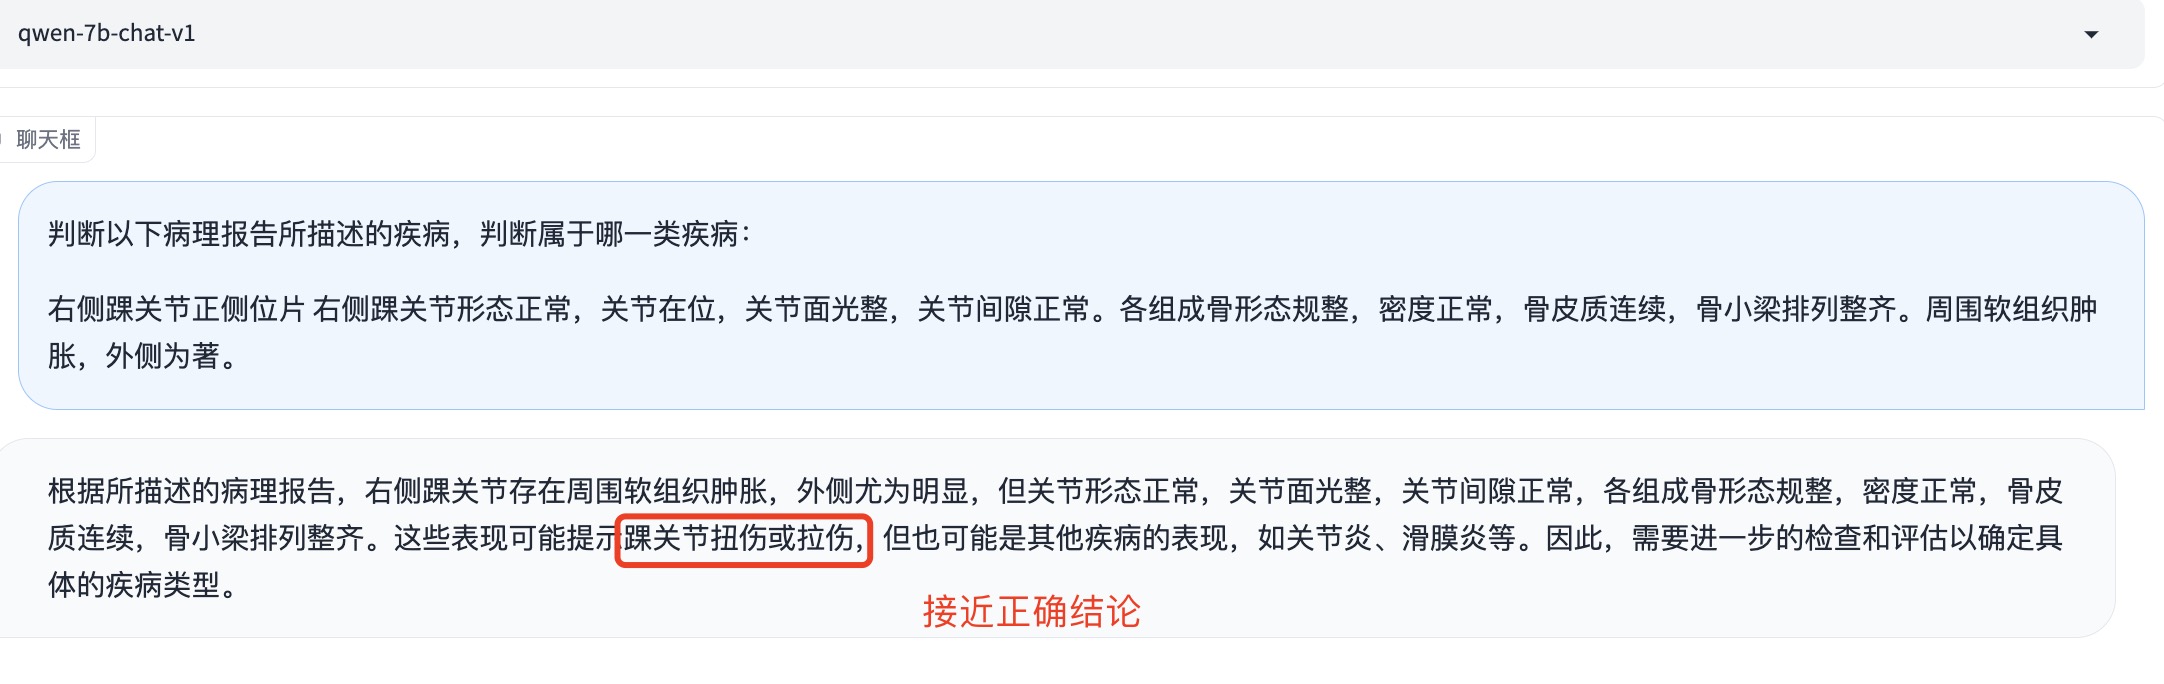 qwen-7b-chat-v1
聊天框
判断以下病理报告所描述的疾病，判断属于哪一类疾病：
右侧踝关节正侧位片 右侧踝关节形态正常，关节在位，关节面光整，关节间隙正常。各组成骨形态规整，密度正常，骨皮质连续，骨小梁排列整齐。周围软组织肿
胀，外侧为著。
根据所描述的病理报告，右侧踝关节存在周围软组织肿胀，外侧尤为明显，但关节形态正常，关节面光整，关节间隙正常，各组成骨形态规整，密度正常，骨皮
质连续，骨小梁排列整齐。这些表现可能提示踝关节扭伤或拉伤，但也可能是其他疾病的表现，如关节炎、滑膜炎等。因此，需要进一步的检查和评估以确定具
体的疾病类型。
接近正确结论